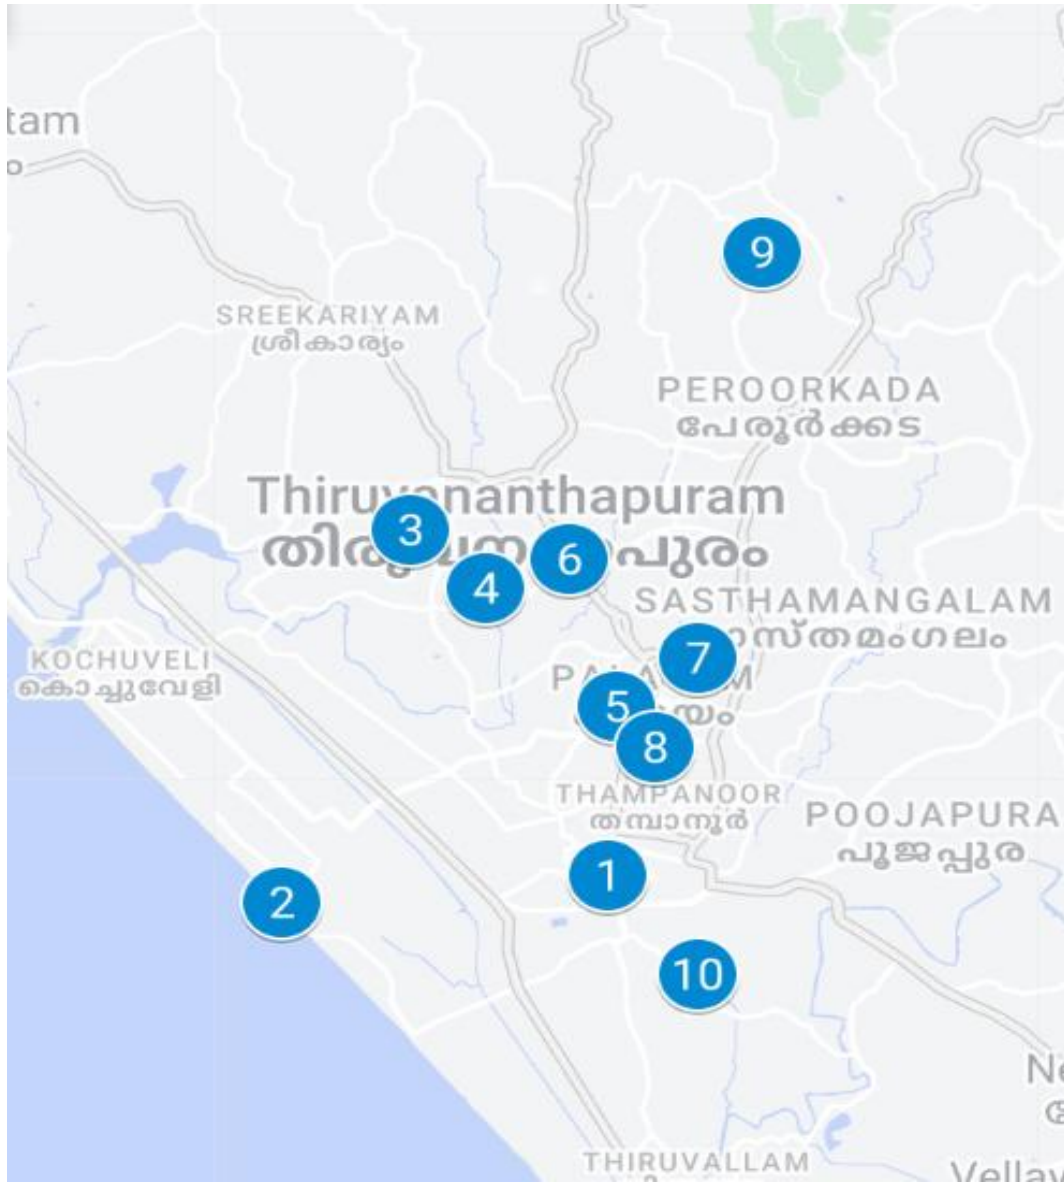 tam
9
SREEKARIYAM
ശ്രീകാര്യം
PEROORKADA
പേരൂർക്കട
Thiruvananthapuram
3
6
4
SASTHAMANGALAM
7
KOCHUVELI
കൊച്ചുവേളി
5
8
THAMPANOOR
തമ്പാനൂർ
POOJAPURA
പൂജപ്പുര
1
2
10
THIRUVALLAM